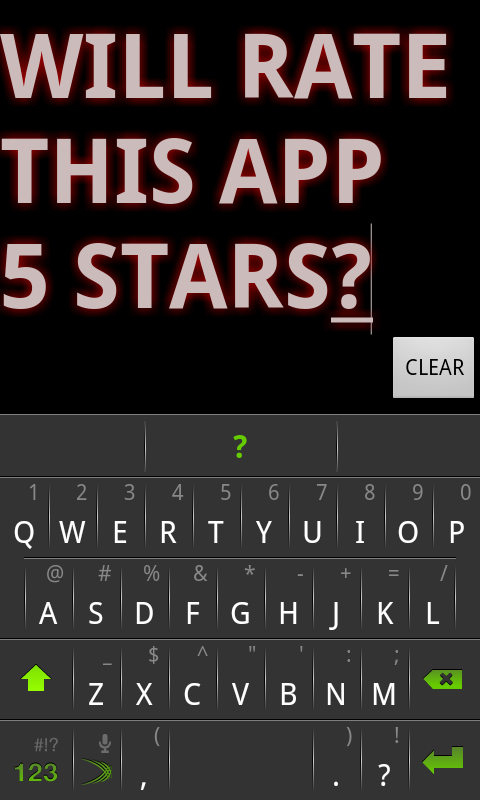 WILL RATE
THIS APP
5 STARS?
CLEAR
?
1 2 3 4 5 6 7 8 9 0
Q W E R T Y U I O P
@ # % & * - + = /
A S D F G H J K L
_ $ ^ " ' : ;
Z X C V B N M
#!? ( ) !
123 , . ?